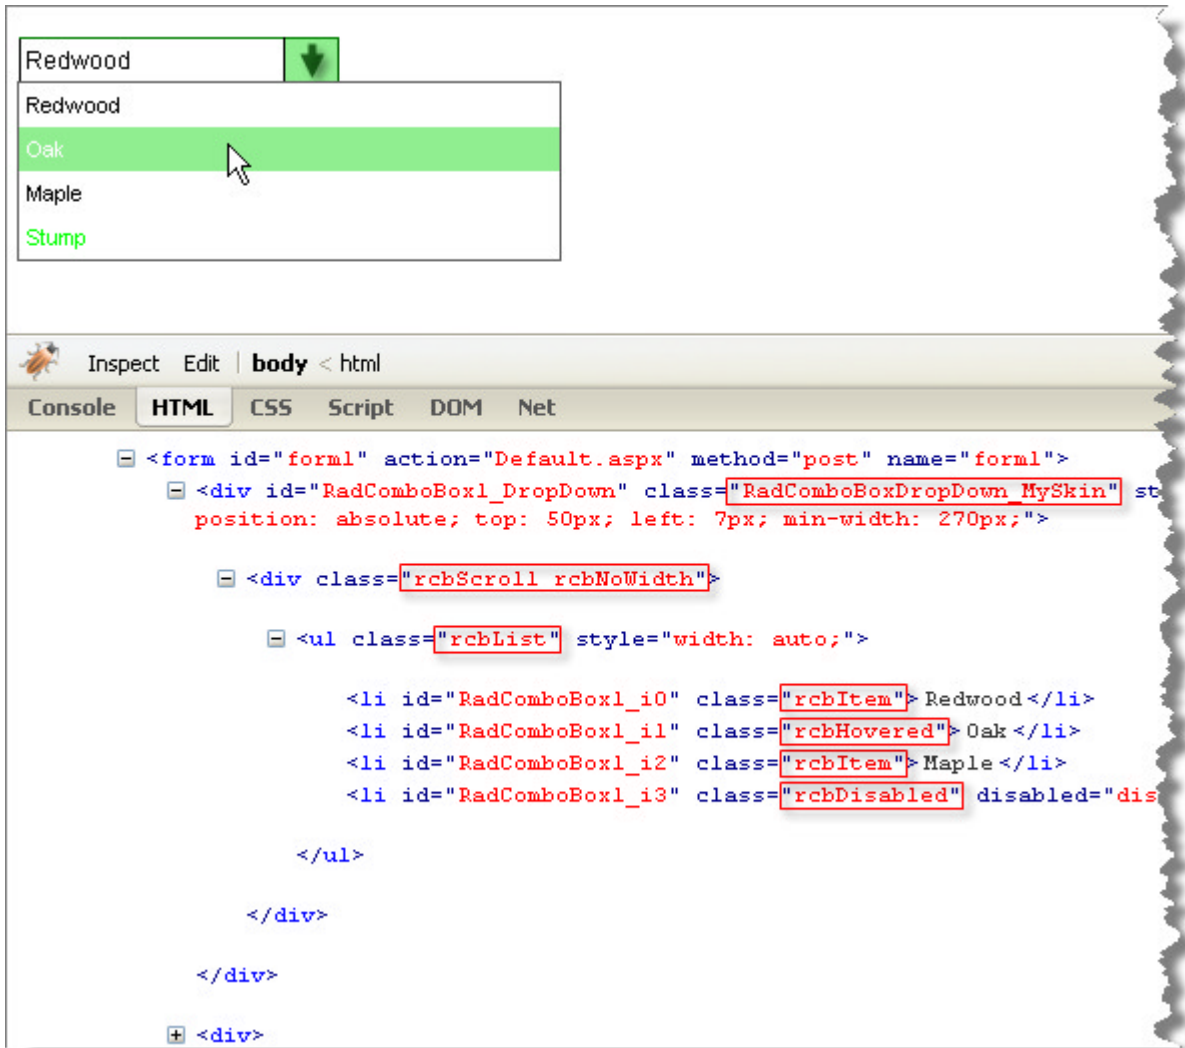 Redwood
Redwood
Oak
Maple
Stump
Inspect Edit | body < html
Console HTML CSS Script DOM Net
<form id="form1" action="Default.aspx" method="post" name="form1">
<div id="RadComboBox1_DropDown" class="RadComboBoxDropDown_MySkin" st
position: absolute; top: 50px; left: 7px; min-width: 270px;">
<div class="rcbScroll rcbNoWidth">
<ul class="rcbList" style="width: auto;">
<li id="RadComboBox1_i0" class="rcbItem">Redwood</li>
<li id="RadComboBox1_i1" class="rcbHovered">Oak</li>
<li id="RadComboBox1_i2" class="rcbItem">Maple</li>
<li id="RadComboBox1_i3" class="rcbDisabled" disabled="dis
</ul>
</div>
</div>
<div>